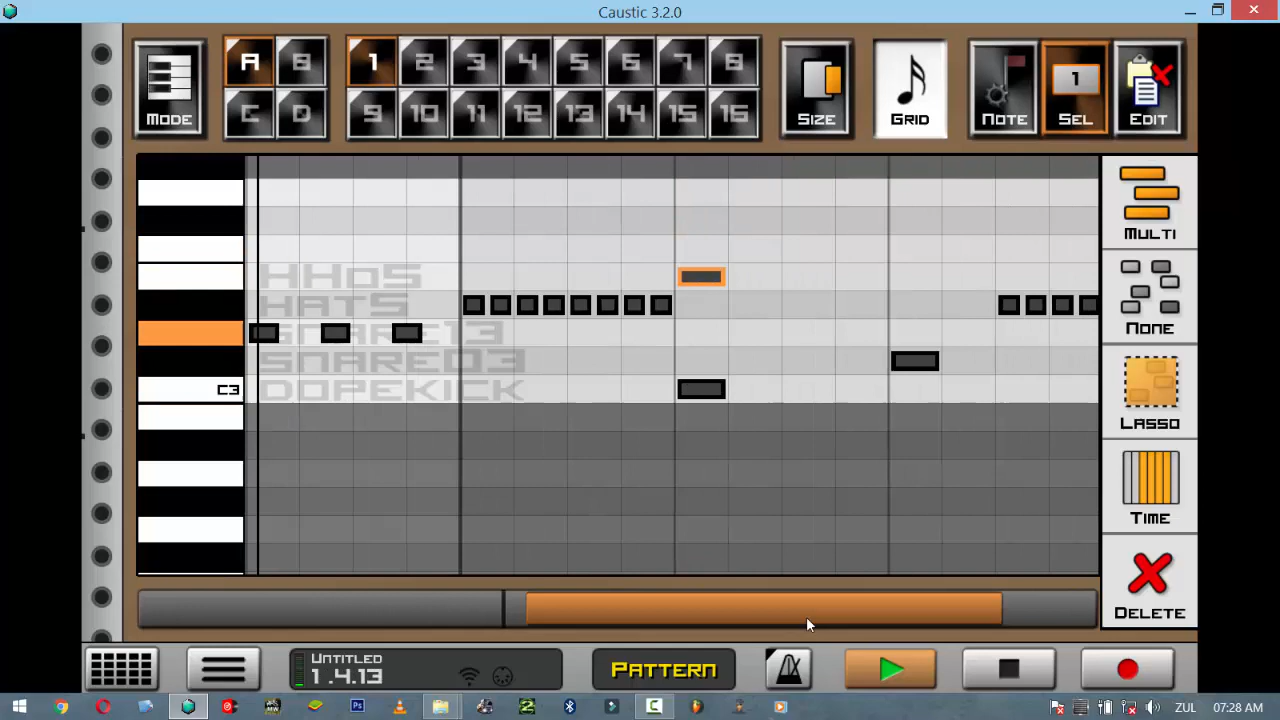 Caustic 3.2.0
MODE
A B
C D
1 2 3 4 5 6 7 8
9 10 11 12 13 14 15 16
SIZE
GRID
NOTE
1
SEL
EDIT
MULTI
NONE
LASSO
TIME
DELETE
HHOS
HATS
SNARE13
SNARE03
DOPEKICK
C3
UNTITLED
1.4.13
PATTERN
ZUL 07:28 AM